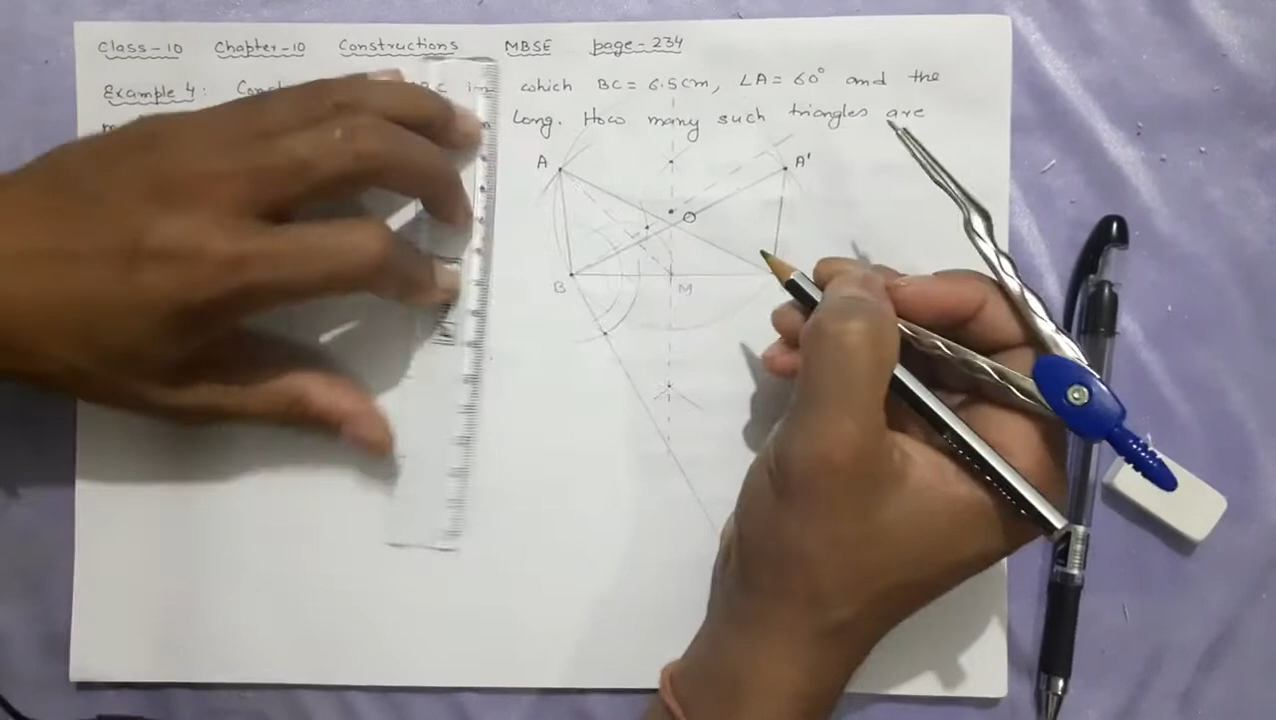 Class-10 Chapter-10 Constructions MBSE page-234
Example 4: which BC = 6.5cm, ∠A = 60° and the
long. How many such triangles are
A A'
O
B M